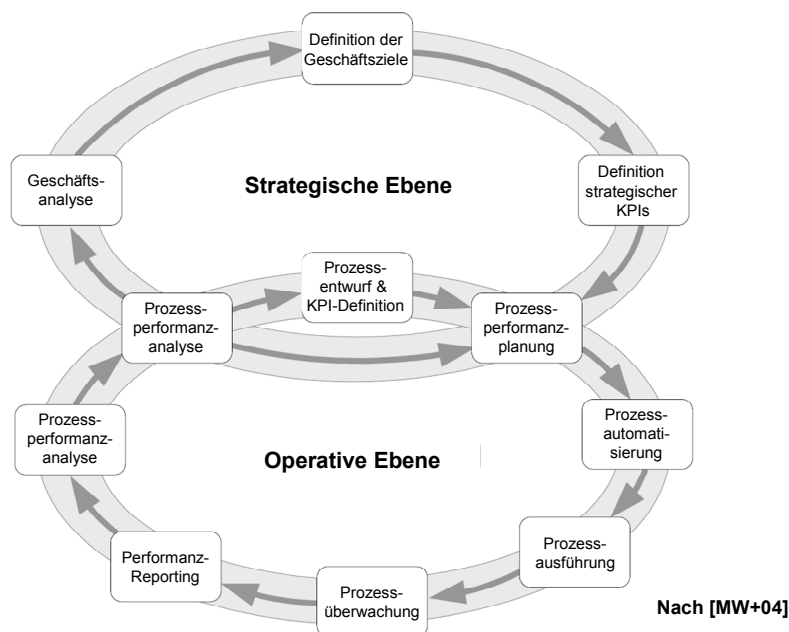 Definition der
Geschäftsziele
Geschäfts-
analyse
Strategische Ebene
Definition
strategischer
KPIs
Prozess-
entwurf &
KPI-Definition
Prozess-
performanz-
analyse
Prozess-
performanz-
planung
Prozess-
performanz-
analyse
Operative Ebene
Prozess-
automati-
sierung
Performanz-
Reporting
Prozess-
überwachung
Prozess-
ausführung
Nach [MW+04]